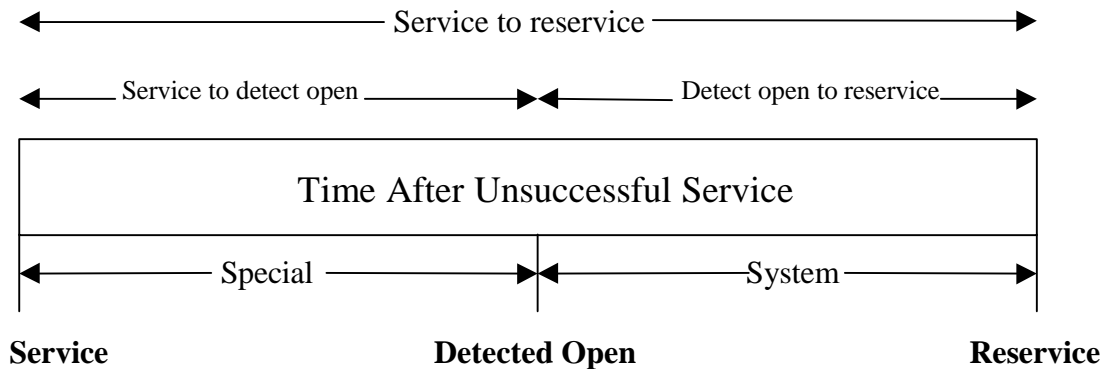 Service to reservice
Service to detect open
Detect open to reservice
Time After Unsuccessful Service
Special
System
Service
Detected Open
Reservice